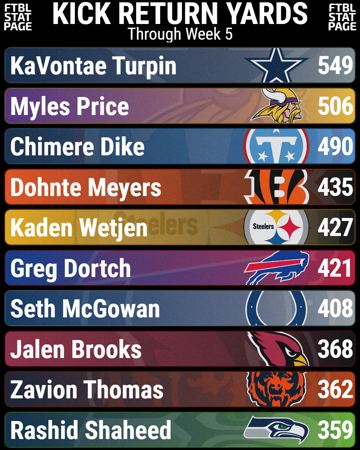 FTBL
STAT
PAGE
KICK RETURN YARDS
Through Week 5
FTBL
STAT
PAGE
KaVontae Turpin 549
Myles Price 506
Chimere Dike 490
Dohnte Meyers 435
Kaden Wetjen Steelers Steelers 427
Greg Dortch 421
Seth McGowan 408
Jalen Brooks 368
Zavion Thomas 362
Rashid Shaheed 359